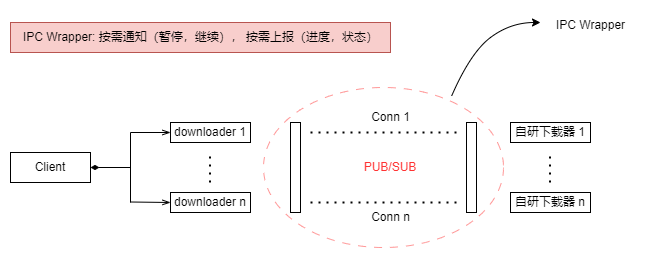 IPC Wrapper: 按需通知（暂停，继续），按需上报（进度，状态）
IPC Wrapper
Conn 1
downloader 1
自研下载器 1
Client
PUB/SUB
downloader n
自研下载器 n
Conn n